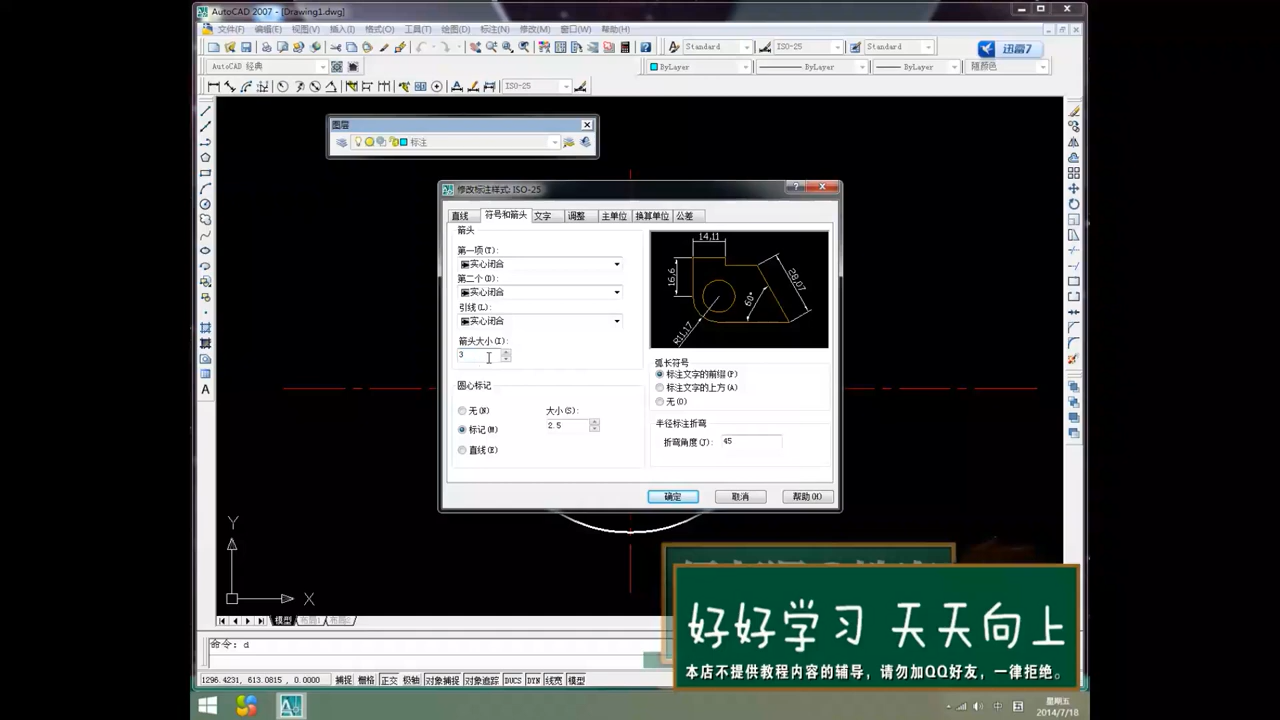 AutoCAD 2007 - [Drawing1.dwg]
文件(F) 编辑(E) 视图(V) 插入(I) 格式(O) 工具(T) 绘图(D) 标注(N) 修改(M) 窗口(W) 帮助(H)
Standard ISO-25 Standard
迅雷7
AutoCAD 经典
ByLayer ByLayer ByLayer 随颜色
ISO-25
图层
标注
修改标注样式: ISO-25
直线 符号和箭头 文字 调整 主单位 换算单位 公差
箭头
第一项(T):
实心闭合
第二个(D):
实心闭合
引线(L):
实心闭合
箭头大小(I):
3
圆心标记
无(N)
标记(M)
直线(E)
大小(S):
2.5
14,11
16,6
28,07
60°
R11,17
弧长符号
标注文字的前缀(P)
标注文字的上方(A)
无(O)
半径标注折弯
折弯角度(J): 45
确定 取消 帮助(H)
Y
X
模型 布局1 布局2
命令: d
好好学习 天天向上
本店不提供教程内容的辅导，请勿加QQ好友，一律拒绝。
1296.4231, 613.0815, 0.0000 捕捉 栅格 正交 极轴 对象捕捉 对象追踪 DUCS DYN 线宽 模型
中 五
星期五
2014/7/18